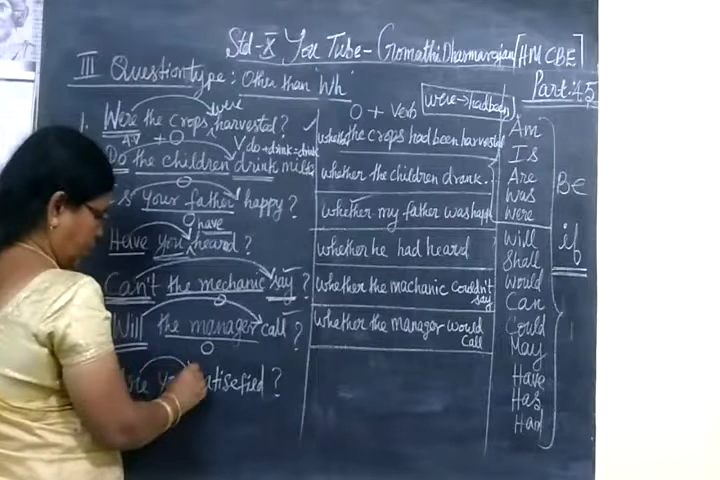 Std-X You Tube - Gomathi Dharmarajan [HM CBE]
III Question type: Other than 'Wh' Part: 45
O + Verb
were → had been
were
1. Were the crops harvested? ✓
A.V + O
V do + drink = drink
Do the children drink milk
O
Is your father happy?
O have
Have you heard?
Can't the mechanic say?
O
Will the manager call?
O
satisefied?
whether the crops had been harvested
whether the children drank.
whether my father was happy
whether he had heard
whether the machanic couldn't say
whether the manager would call
Am
Is
Are
Was
Were
Will
Shall
Would
Can
Could
May
Have
Has
Had
Be
if